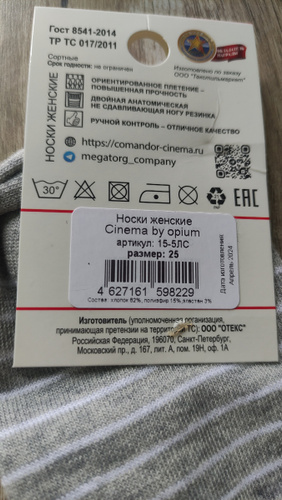 Гост 8541-2014
ТР ТС 017/2011
Сортные
Срок годности: не ограничен
Изготовлено по заказу
ООО
НОСКИ ЖЕНСКИЕ
ОРИЕНТИРОВАННОЕ ПЛЕТЕНИЕ –
ПОВЫШЕННАЯ ПРОЧНОСТЬ
ДВОЙНАЯ АНАТОМИЧЕСКАЯ
НЕ СДАВЛИВАЮЩАЯ НОГУ РЕЗИНКА
РУЧНОЙ КОНТРОЛЬ – ОТЛИЧНОЕ КАЧЕСТВО
https://comandor-cinema.ru
megatorg_company
30°
EAC
Носки женские
Cinema by opium
артикул: 15-5ЛС
размер: 25
4 627161 598229
Состав: хлопок 82%, полиэфир 15%, эластан 3%
Дата изготовления:
Апрель-2024
Изготовитель (уполномоченная организация,
принимающая претензии на территории ТС): ООО "ОТЕКС"
Российская Федерация, 196070, Санкт-Петербург,
Московский пр., д. 167, лит. А, пом. 19Н, оф. 1А